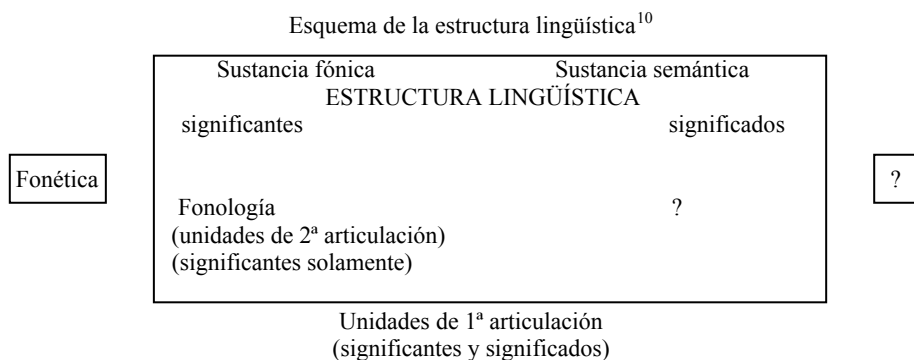 Esquema de la estructura lingüística10
Sustancia fónica Sustancia semántica
ESTRUCTURA LINGÜÍSTICA
significantes significados
Fonética ?
Fonología ?
(unidades de 2ª articulación)
(significantes solamente)
Unidades de 1ª articulación
(significantes y significados)